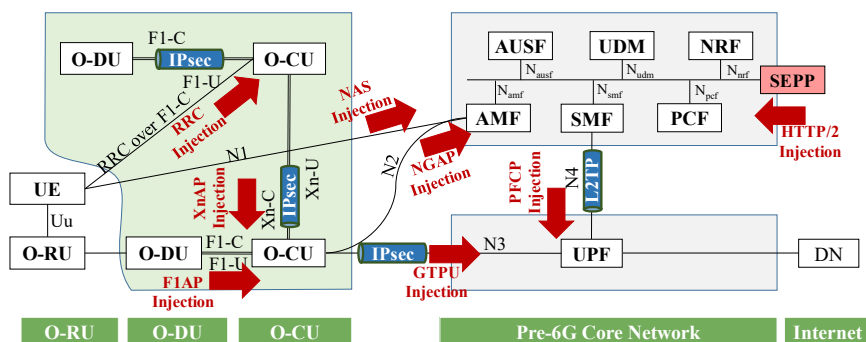 F1-C
O-DU
IPsec
O-CU
F1-U
RRC over F1-C
RRC
Injection
NAS
Injection
N1
N2
AUSF
UDM
NRF
Nausf
Nudm
Nnrf
SEPP
Namf
Nsmf
Npcf
AMF
SMF
PCF
HTTP/2
Injection
NGAP
Injection
PFCP
Injection
N4
L2TP
UE
Uu
XnAP
Injection
Xn-C
IPsec
Xn-U
O-RU
O-DU
F1-C
F1-U
O-CU
IPsec
N3
UPF
DN
F1AP
Injection
GTPU
Injection
O-RU
O-DU
O-CU
Pre-6G Core Network
Internet